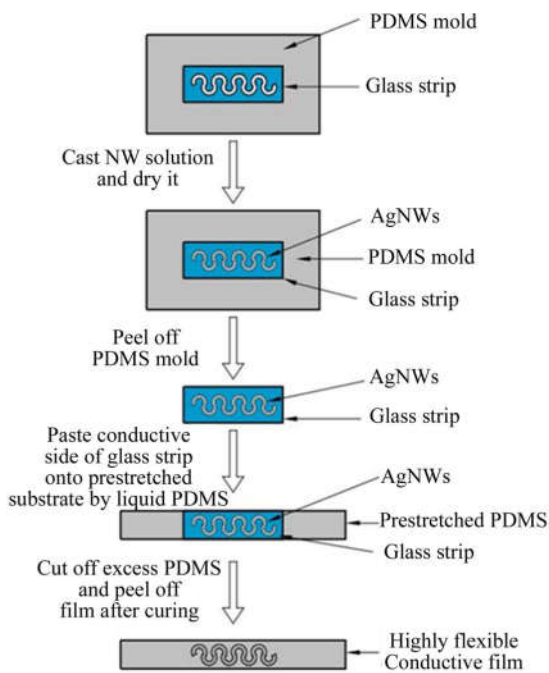 PDMS mold
Glass strip
Cast NW solution
and dry it
AgNWs
PDMS mold
Glass strip
Peel off
PDMS mold
AgNWs
Glass strip
Paste conductive
side of glass strip
onto prestretched
substrate by liquid PDMS
AgNWs
Prestretched PDMS
Glass strip
Cut off excess PDMS
and peel off
film after curing
Highly flexible
Conductive film